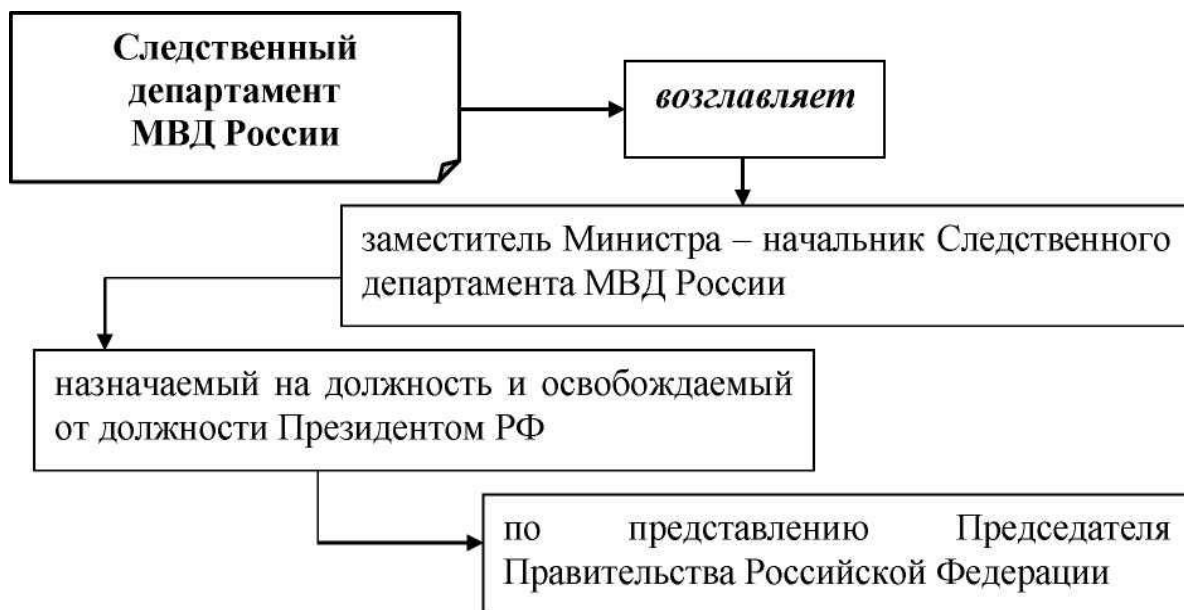 Следственный
департамент
МВД России
возглавляет
заместитель Министра – начальник Следственного
департамента МВД России
назначаемый на должность и освобождаемый
от должности Президентом РФ
по представлению Председателя
Правительства Российской Федерации